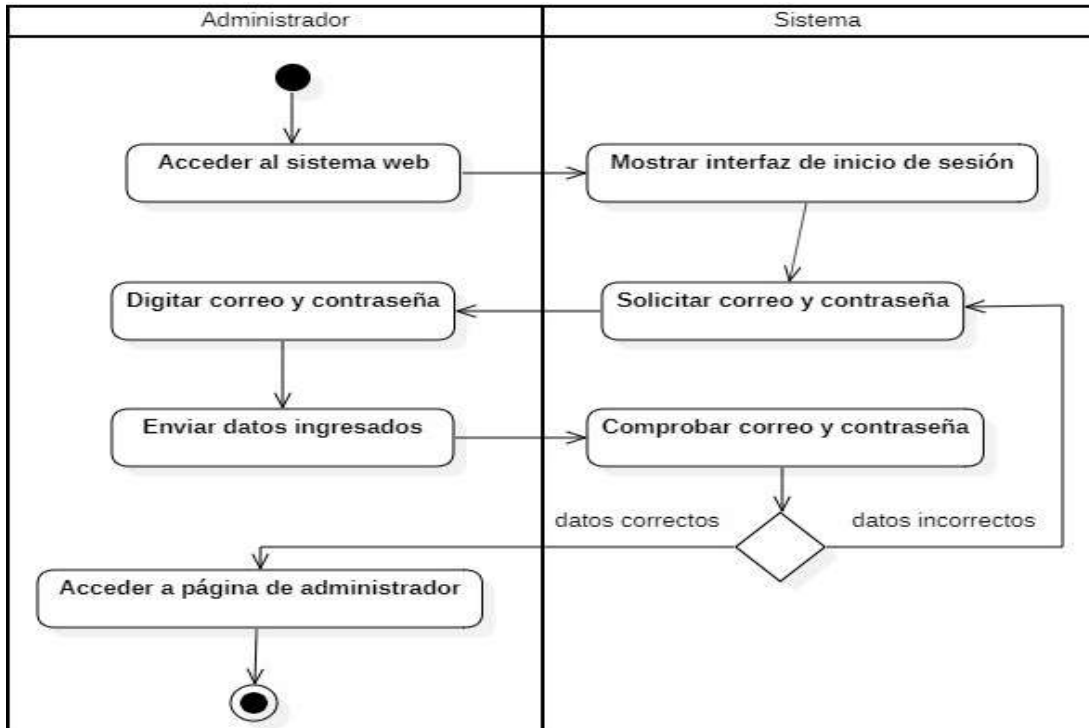 Administrador
Sistema
Acceder al sistema web
Mostrar interfaz de inicio de sesión
Digitar correo y contraseña
Solicitar correo y contraseña
Enviar datos ingresados
Comprobar correo y contraseña
datos correctos
datos incorrectos
Acceder a página de administrador